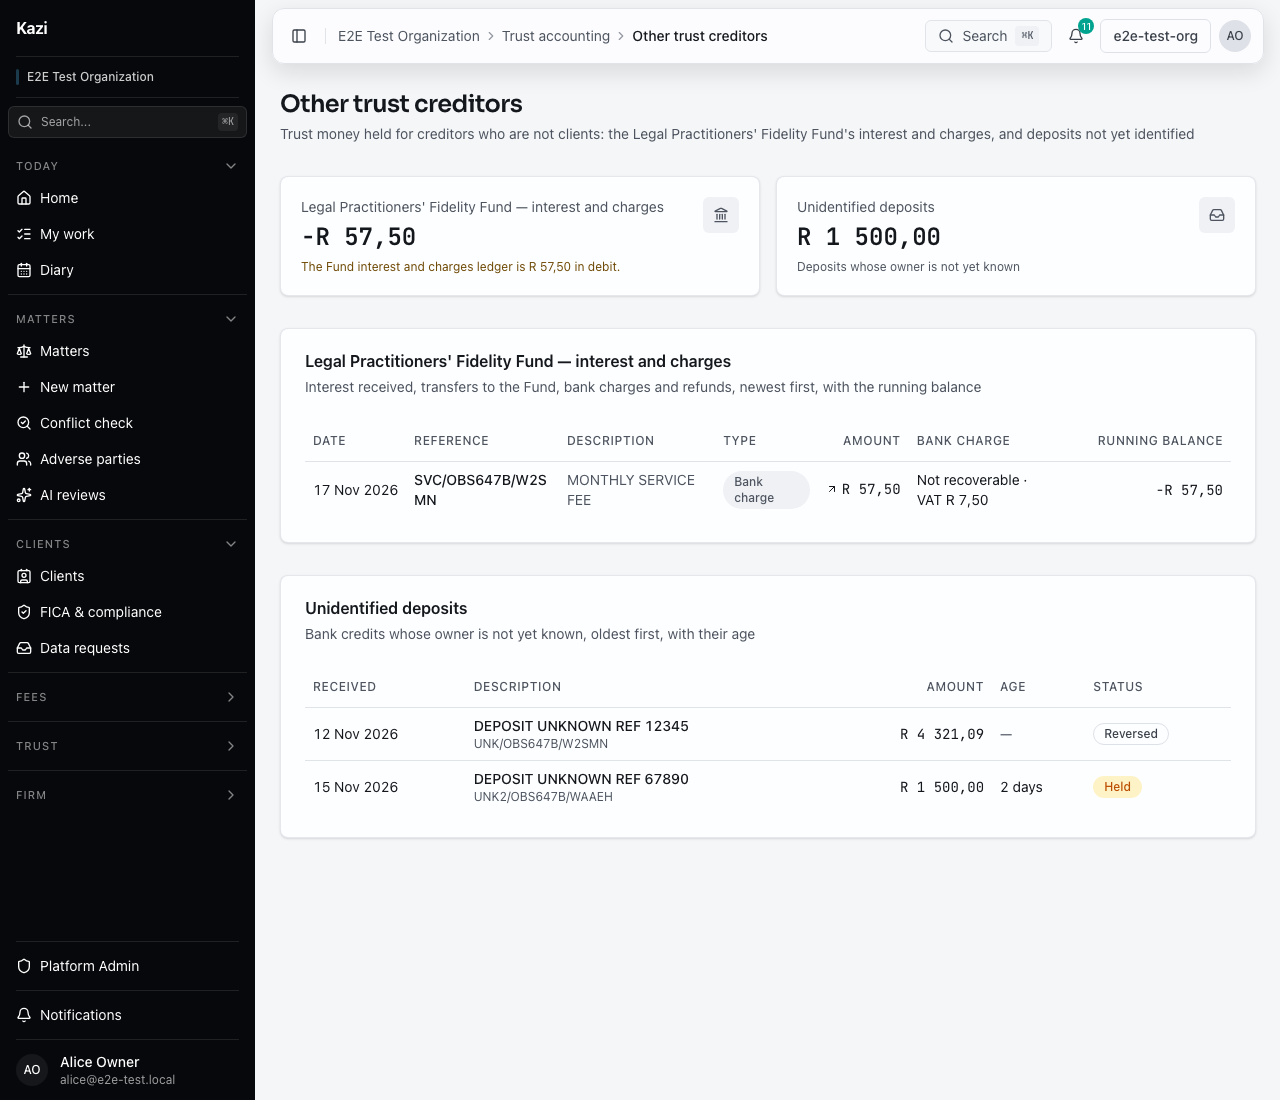 Kazi
E2E Test Organization
Search...
⌘K
TODAY
Home
My work
Diary
MATTERS
Matters
New matter
Conflict check
Adverse parties
AI reviews
CLIENTS
Clients
FICA & compliance
Data requests
FEES
TRUST
FIRM
Platform Admin
Notifications
AO
Alice Owner
alice@e2e-test.local
E2E Test Organization > Trust accounting > Other trust creditors
Search ⌘K
11
e2e-test-org
AO
Other trust creditors
Trust money held for creditors who are not clients: the Legal Practitioners' Fidelity Fund's interest and charges, and deposits not yet identified
Legal Practitioners' Fidelity Fund — interest and charges
-R 57,50
The Fund interest and charges ledger is R 57,50 in debit.
Unidentified deposits
R 1 500,00
Deposits whose owner is not yet known
Legal Practitioners' Fidelity Fund — interest and charges
Interest received, transfers to the Fund, bank charges and refunds, newest first, with the running balance
DATE REFERENCE DESCRIPTION TYPE AMOUNT BANK CHARGE RUNNING BALANCE
17 Nov 2026 SVC/OBS647B/W2S MONTHLY SERVICE Bank ↗ R 57,50 Not recoverable · -R 57,50
MN FEE charge VAT R 7,50
Unidentified deposits
Bank credits whose owner is not yet known, oldest first, with their age
RECEIVED DESCRIPTION AMOUNT AGE STATUS
12 Nov 2026 DEPOSIT UNKNOWN REF 12345 R 4 321,09 — Reversed
UNK/OBS647B/W2SMN
15 Nov 2026 DEPOSIT UNKNOWN REF 67890 R 1 500,00 2 days Held
UNK2/OBS647B/WAAEH